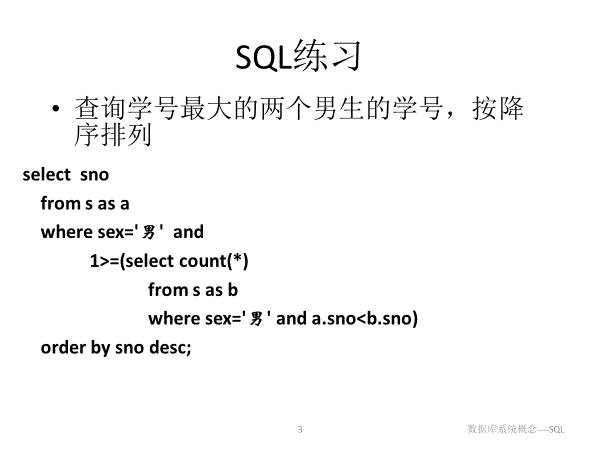 SQL练习
• 查询学号最大的两个男生的学号，按降
序排列
select  sno
from s as a
where sex='男'  and
1>=(select count(*)
from s as b
where sex='男' and a.sno<b.sno)
order by sno desc;
3
数据库系统概念----SQL